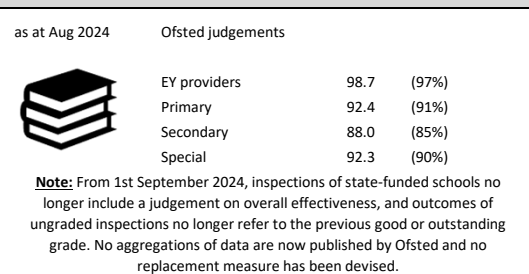 as at Aug 2024 Ofsted judgements
EY providers 98.7 (97%)
Primary 92.4 (91%)
Secondary 88.0 (85%)
Special 92.3 (90%)
Note: From 1st September 2024, inspections of state-funded schools no
longer include a judgement on overall effectiveness, and outcomes of
ungraded inspections no longer refer to the previous good or outstanding
grade. No aggregations of data are now published by Ofsted and no
replacement measure has been devised.